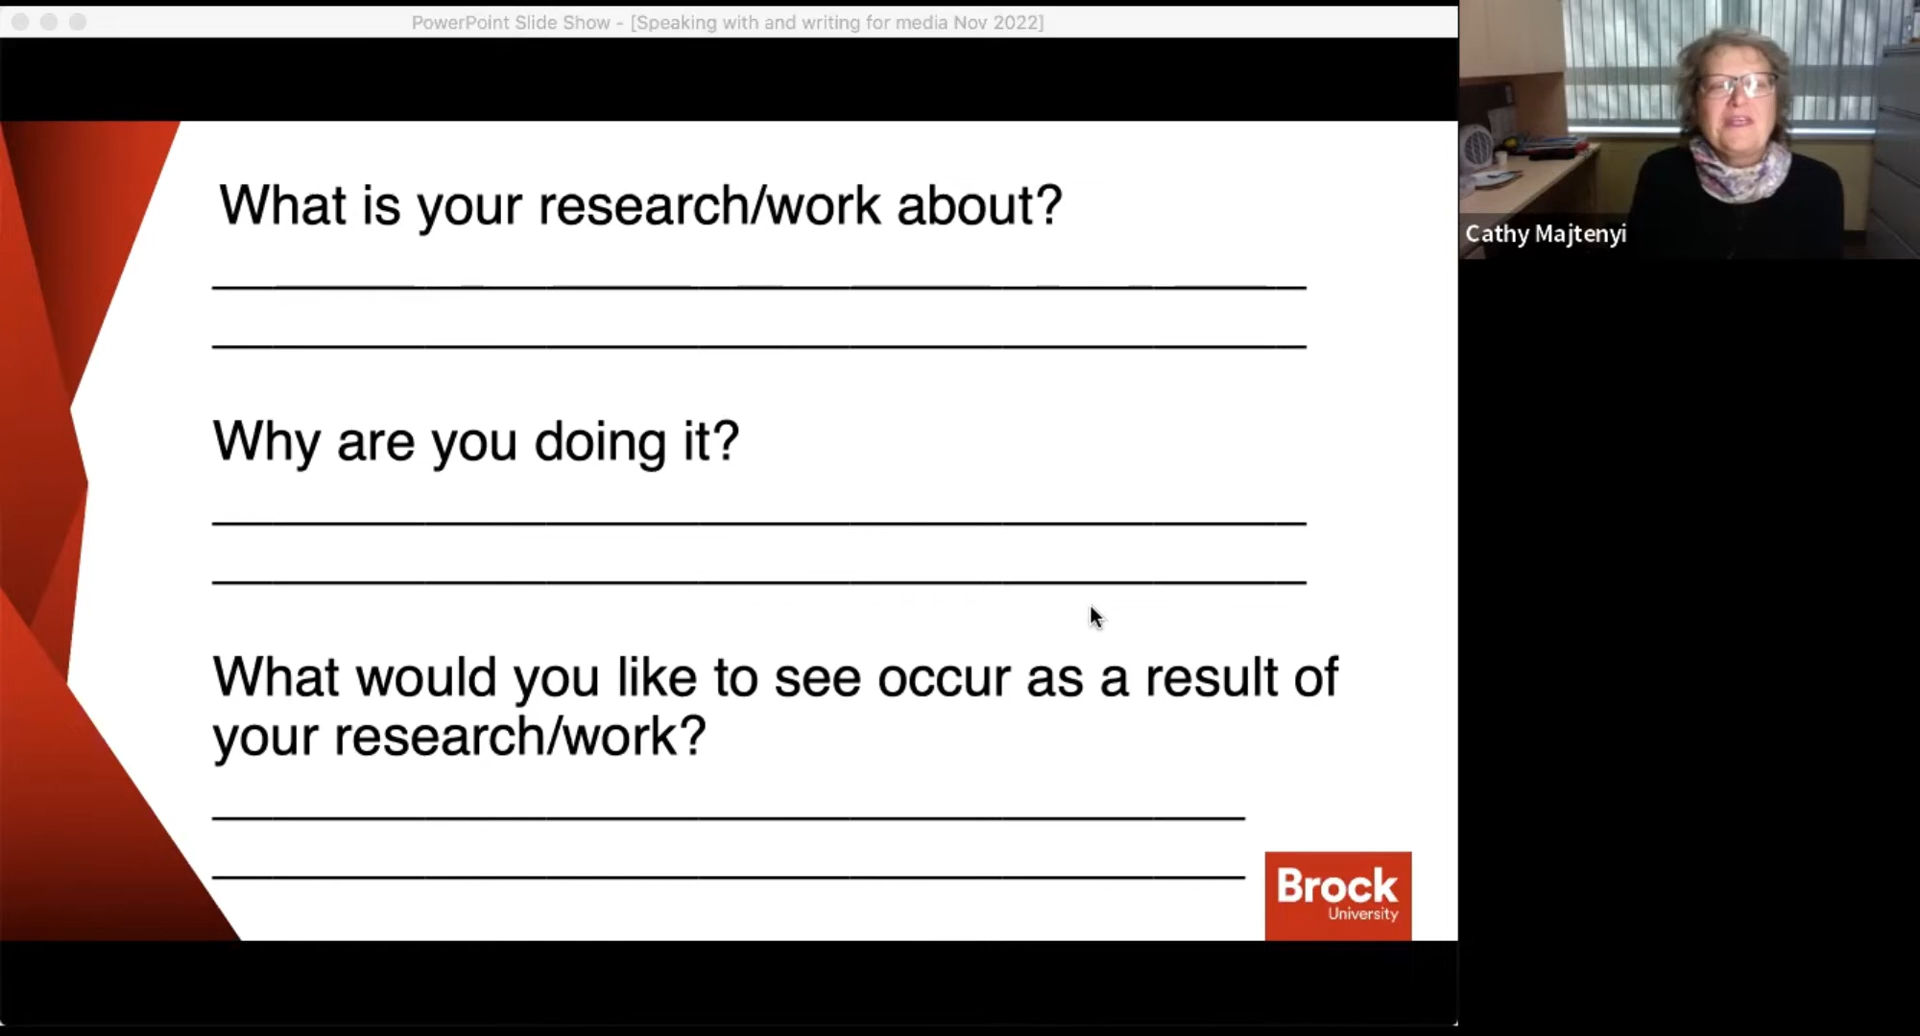 PowerPoint Slide Show - [Speaking with and writing for media Nov 2022]
What is your research/work about?
Why are you doing it?
What would you like to see occur as a result of
your research/work?
Brock
University
Cathy Majtenyi